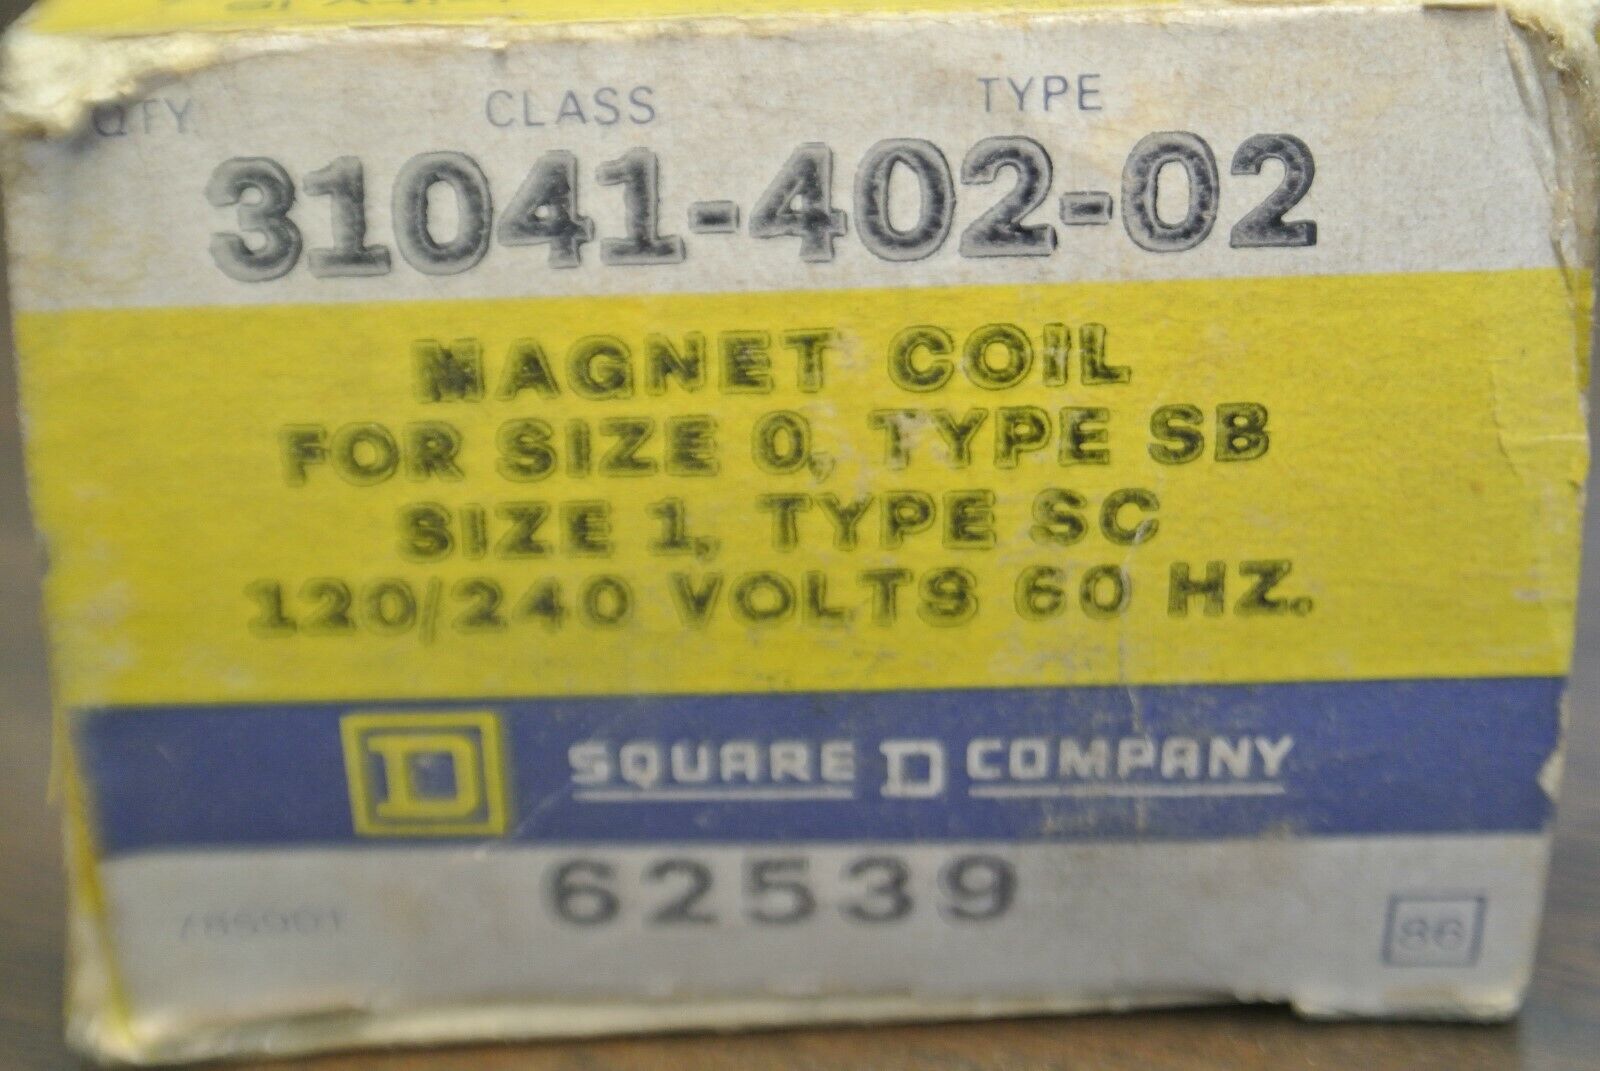 QTY CLASS TYPE
31041-402-02
MAGNET COIL
FOR SIZE 0, TYPE SB
SIZE 1, TYPE SC
120/240 VOLTS 60 HZ.
D SQUARE D COMPANY
62539
86